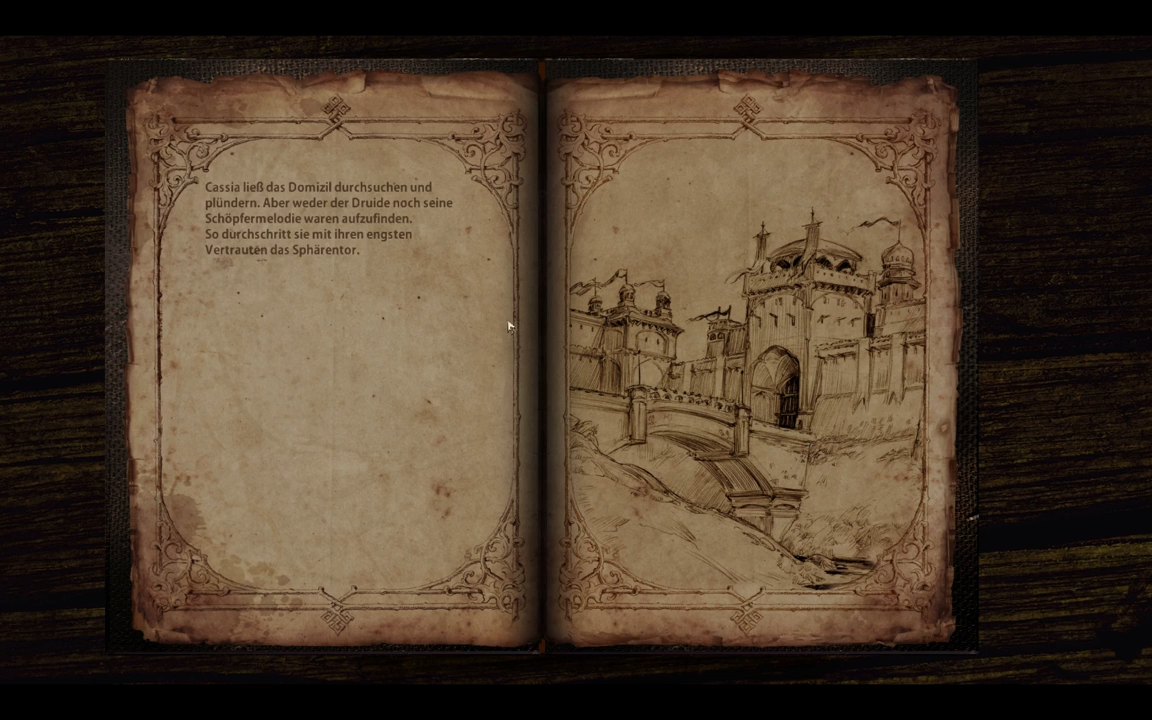 Cassia ließ das Domizil durchsuchen und
plündern. Aber weder der Druide noch seine
Schöpfermelodie waren aufzufinden.
So durchschritt sie mit ihren engsten
Vertrauten das Sphärentor.